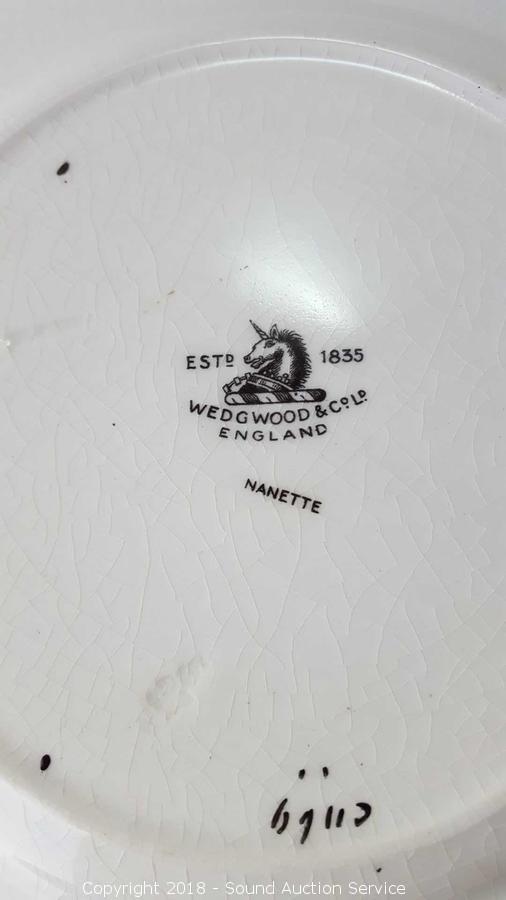 ESTD 1835
WEDGWOOD & CO LD
ENGLAND
NANETTE
Copyright 2018 - Sound Auction Service